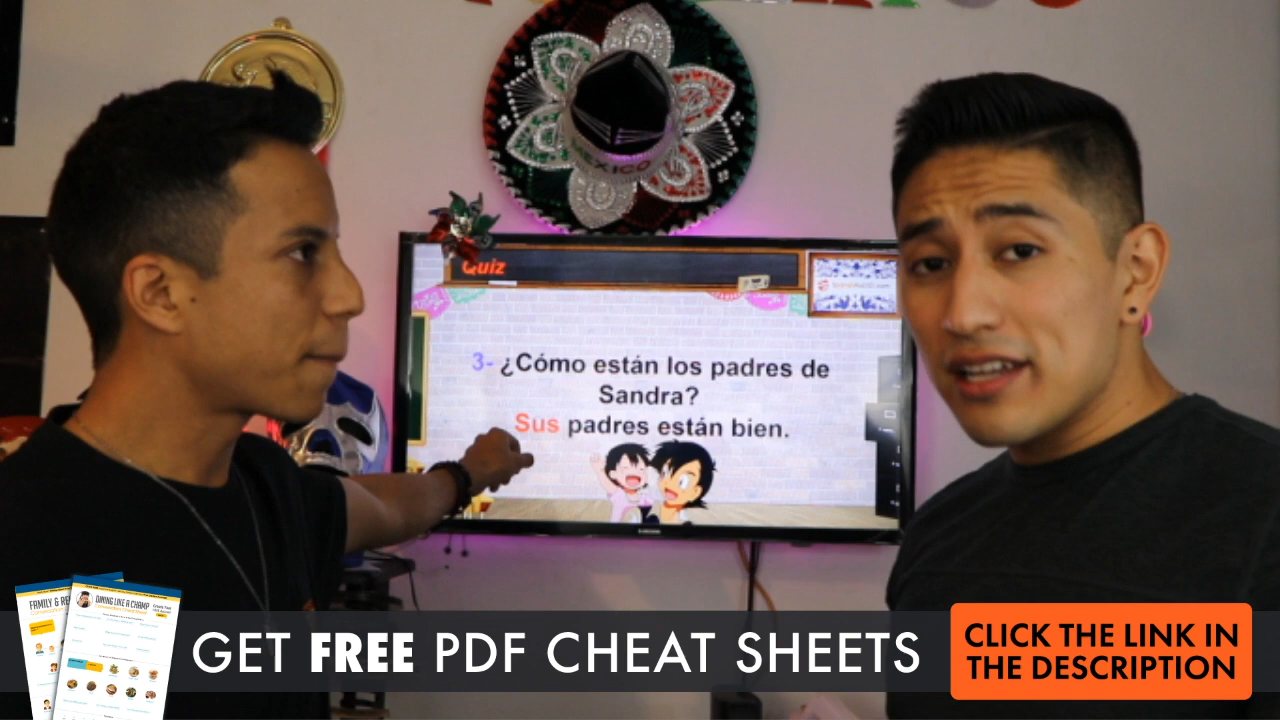 MEXICO
Quiz
3- ¿Cómo están los padres de
Sandra?
Sus padres están bien.
FAMILY & RE
DINING LIKE A CHAMP
GET FREE PDF CHEAT SHEETS
CLICK THE LINK IN
THE DESCRIPTION